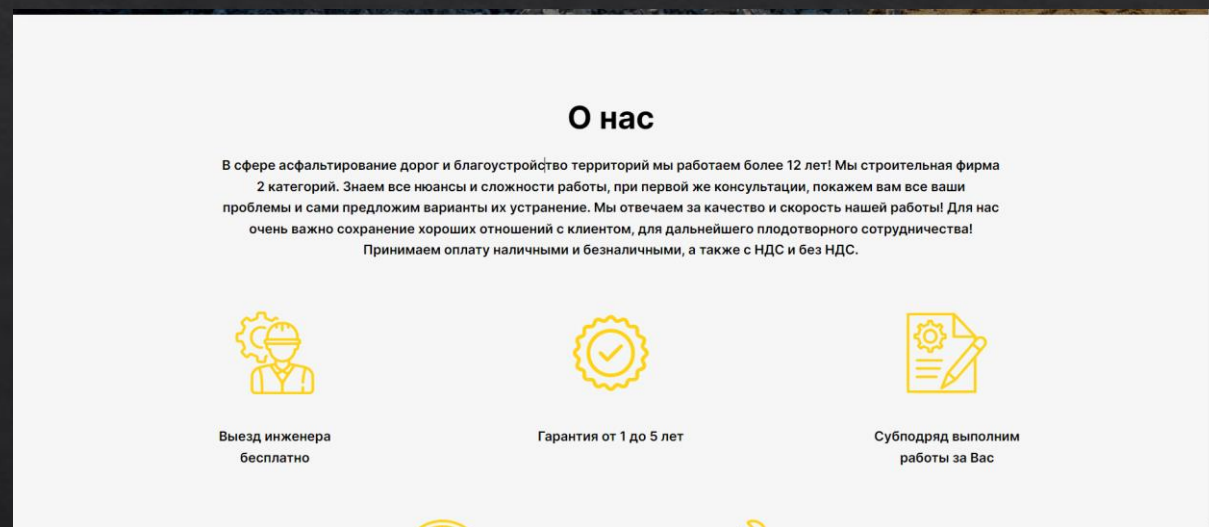 О нас
В сфере асфальтирование дорог и благоустройство территорий мы работаем более 12 лет! Мы строительная фирма
2 категорий. Знаем все нюансы и сложности работы, при первой же консультации, покажем вам все ваши
проблемы и сами предложим варианты их устранение. Мы отвечаем за качество и скорость нашей работы! Для нас
очень важно сохранение хороших отношений с клиентом, для дальнейшего плодотворного сотрудничества!
Принимаем оплату наличными и безналичными, а также с НДС и без НДС.
Выезд инженера
бесплатно
Гарантия от 1 до 5 лет
Субподряд выполним
работы за Вас